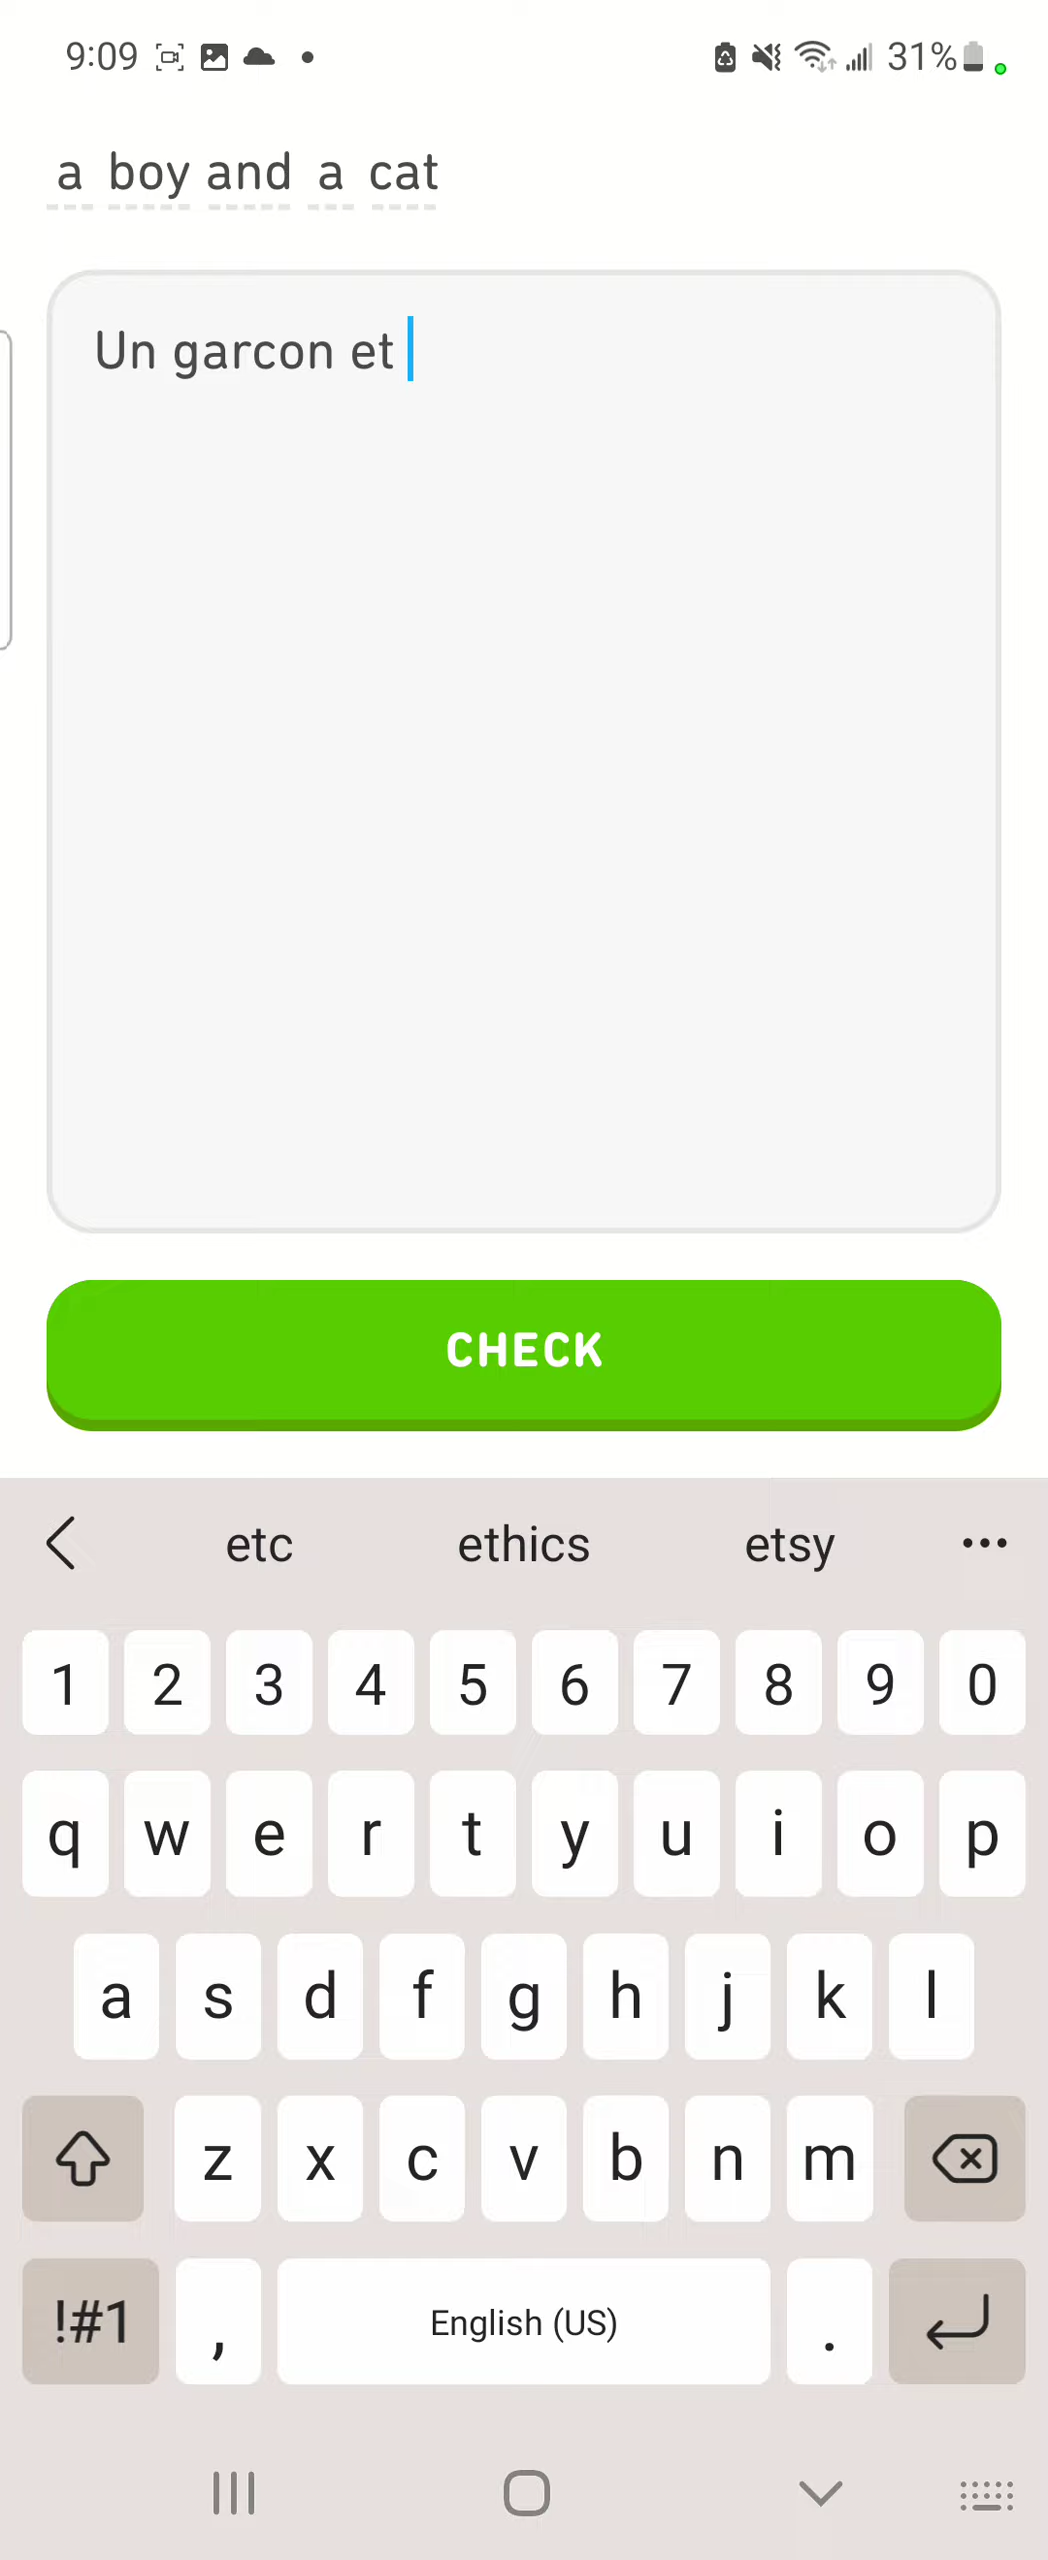 9:09 31%
a boy and a cat
Un garcon et
CHECK
etc ethics etsy
1 2 3 4 5 6 7 8 9 0
q w e r t y u i o p
a s d f g h j k l
z x c v b n m
!#1 , English (US) .